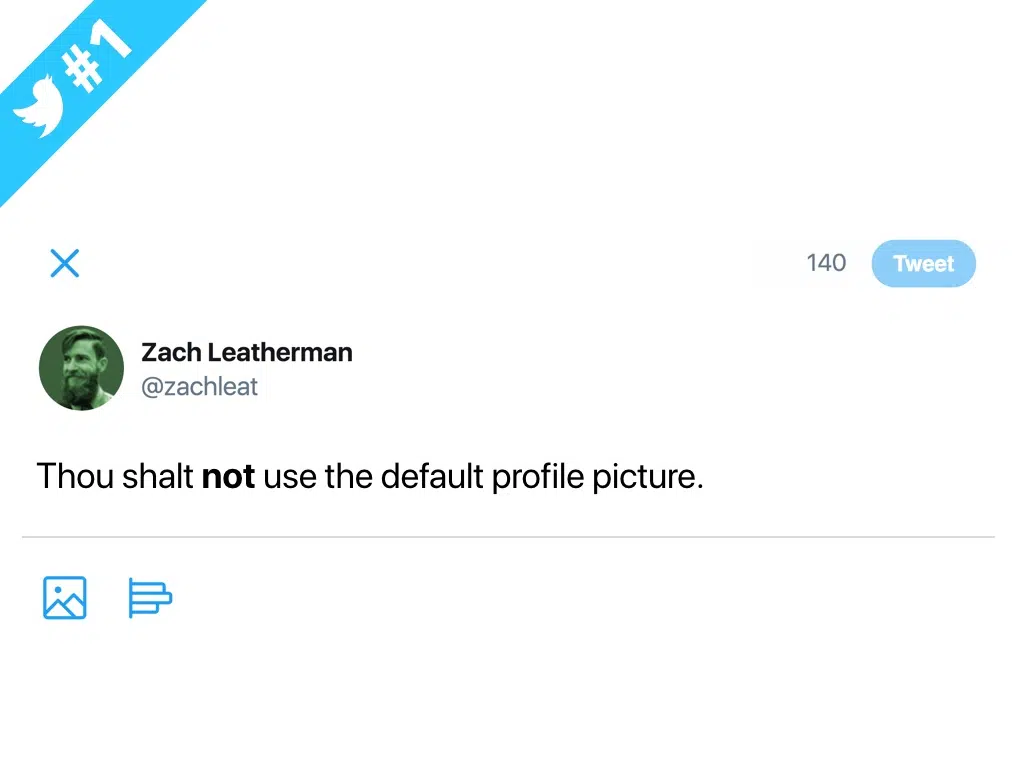 #1
140
Tweet
Zach Leatherman
@zachleat
Thou shalt not use the default profile picture.